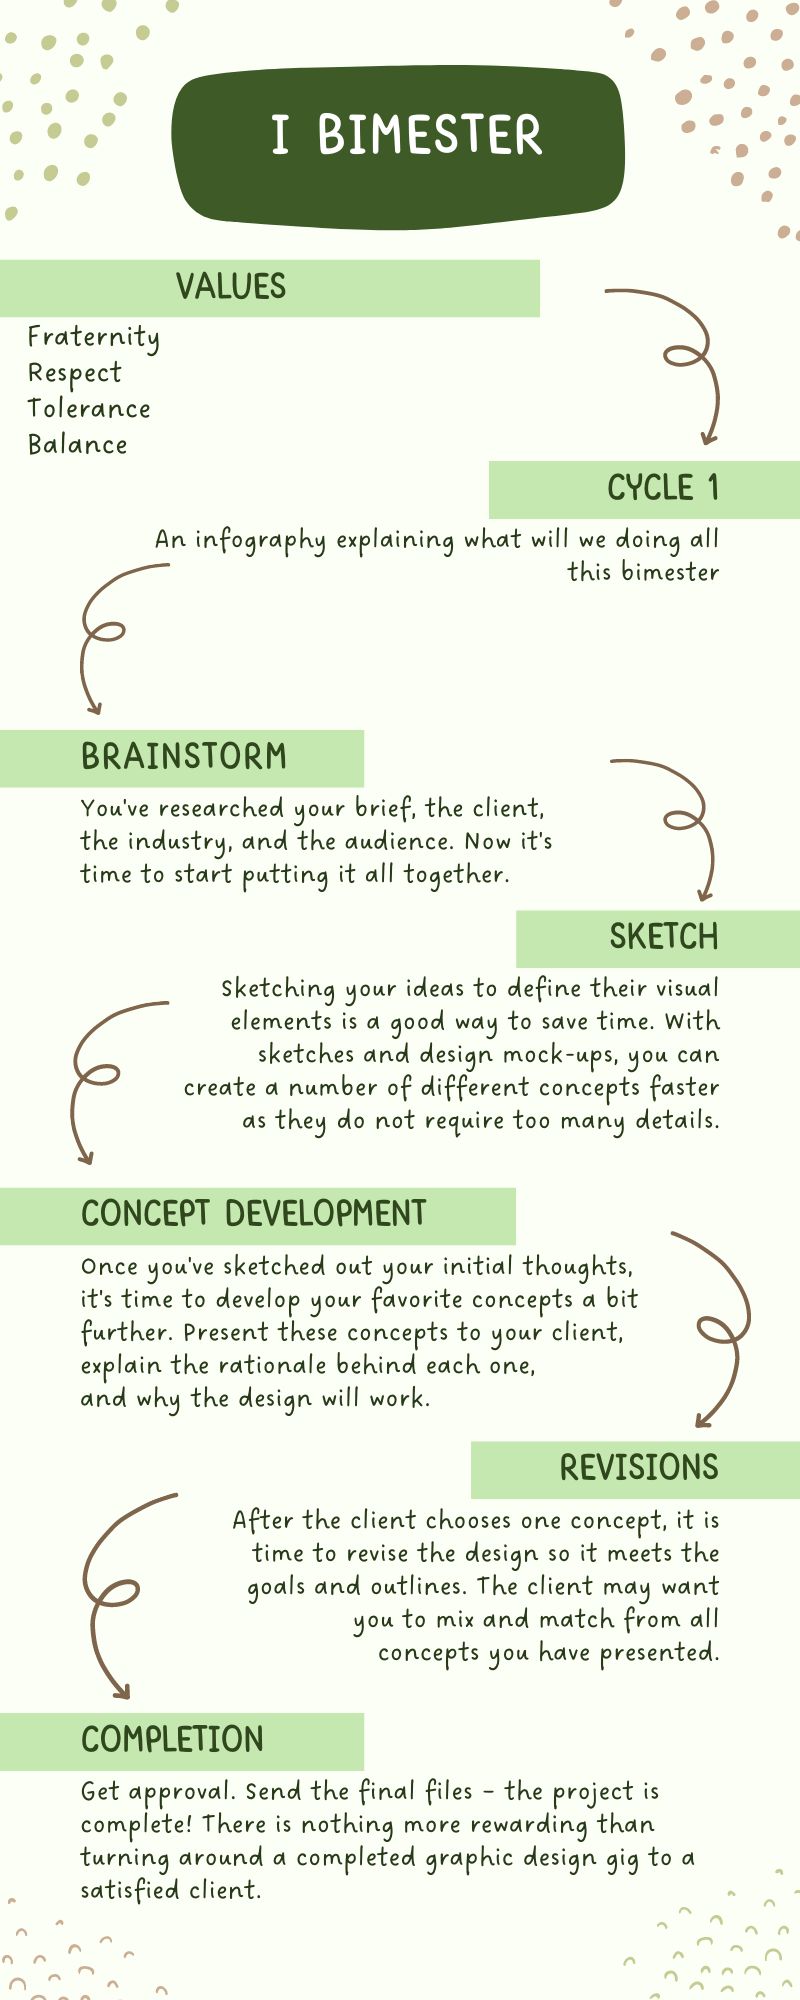 I BIMESTER
VALUES
Fraternity
Respect
Tolerance
Balance
CYCLE 1
An infography explaining what will we doing all
this bimester
BRAINSTORM
You've researched your brief, the client,
the industry, and the audience. Now it's
time to start putting it all together.
SKETCH
Sketching your ideas to define their visual
elements is a good way to save time. With
sketches and design mock-ups, you can
create a number of different concepts faster
as they do not require too many details.
CONCEPT DEVELOPMENT
Once you've sketched out your initial thoughts,
it's time to develop your favorite concepts a bit
further. Present these concepts to your client,
explain the rationale behind each one,
and why the design will work.
REVISIONS
After the client chooses one concept, it is
time to revise the design so it meets the
goals and outlines. The client may want
you to mix and match from all
concepts you have presented.
COMPLETION
Get approval. Send the final files – the project is
complete! There is nothing more rewarding than
turning around a completed graphic design gig to a
satisfied client.